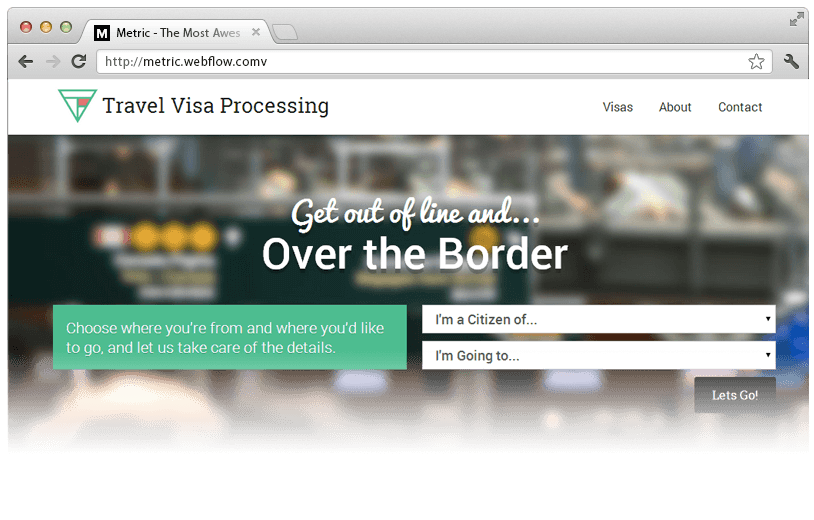 Metric - The Most Awes
http://metric.webflow.comv
Travel Visa Processing
Visas
About
Contact
Get out of line and...
Over the Border
Choose where you're from and where you'd like
to go, and let us take care of the details.
I'm a Citizen of...
I'm Going to...
Lets Go!